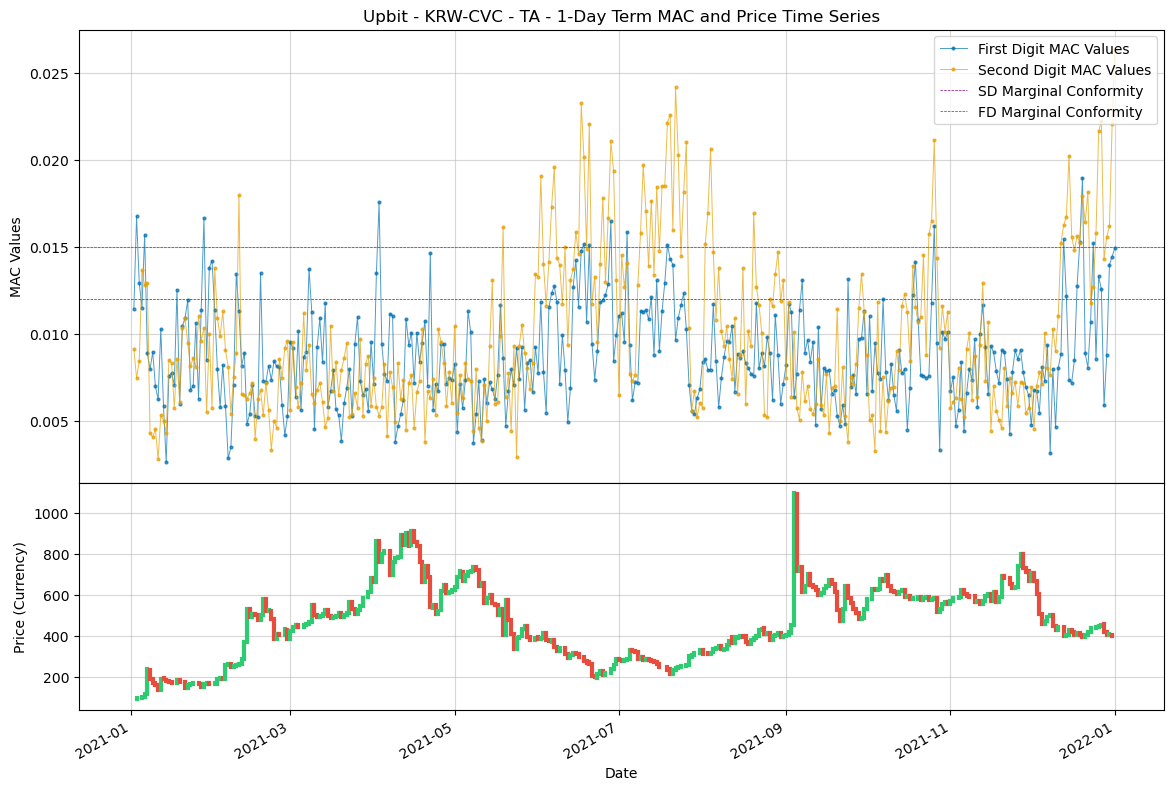 Upbit - KRW-CVC - TA - 1-Day Term MAC and Price Time Series
First Digit MAC Values
Second Digit MAC Values
SD Marginal Conformity
FD Marginal Conformity
MAC Values
0.025
0.020
0.015
0.010
0.005
Price (Currency)
1000
800
600
400
200
2021-01
2021-03
2021-05
2021-07
2021-09
2021-11
2022-01
Date